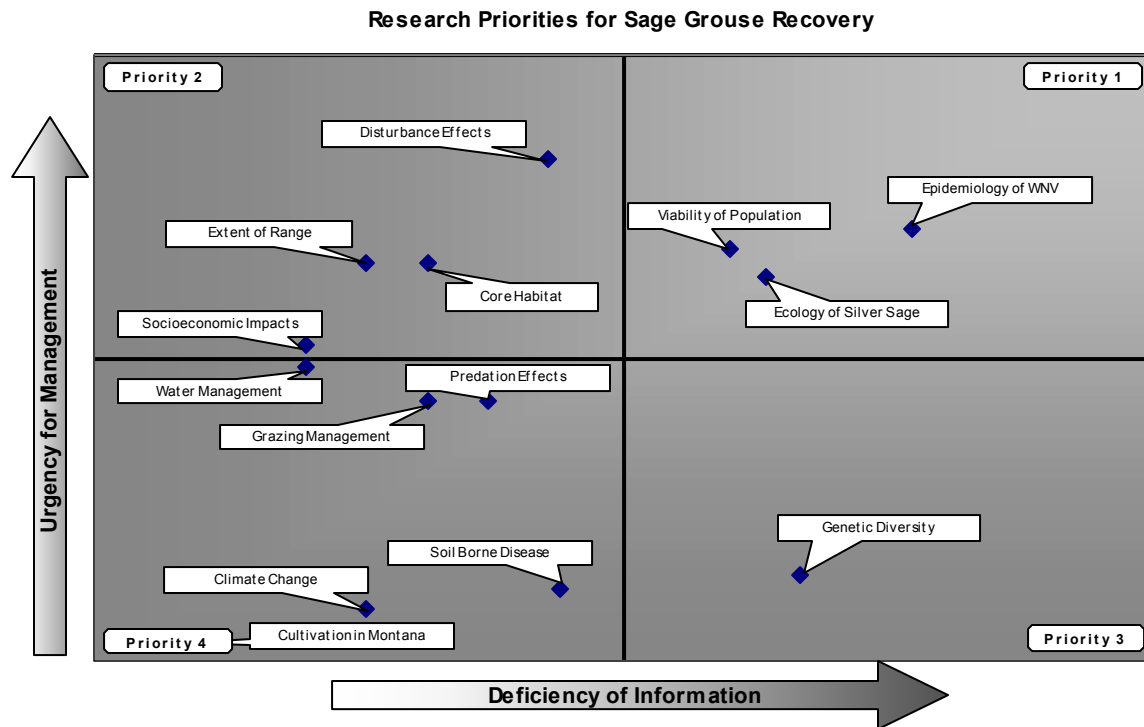 Research Priorities for Sage Grouse Recovery
Priority 2
Priority 1
Disturbance Effects
Epidemiology of WNV
Viability of Population
Extent of Range
Core Habitat
Ecology of Silver Sage
Socioeconomic Impacts
Water Management
Predation Effects
Grazing Management
Genetic Diversity
Soil Borne Disease
Climate Change
Cultivation in Montana
Priority 4
Priority 3
Urgency for Management
Deficiency of Information